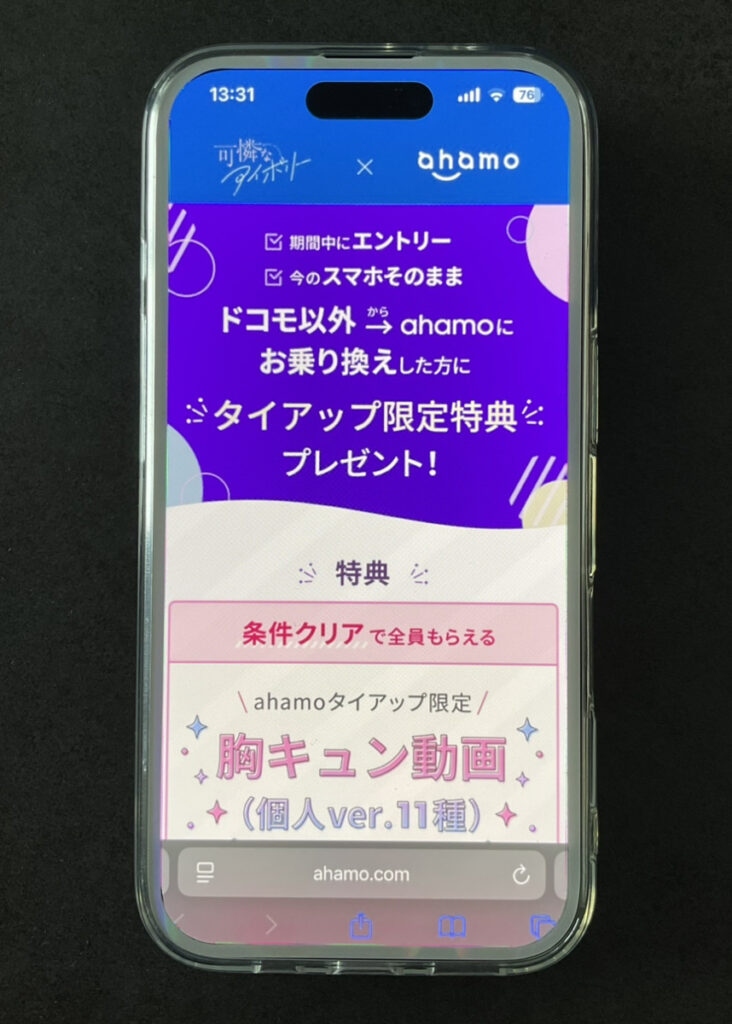 13:31
76
可憐な
アイボリー
×
ahamo
期間中にエントリー
今のスマホそのまま
から
ドコモ以外→ahamoに
お乗り換えした方に
タイアップ限定特典
プレゼント!
特典
条件クリアで全員もらえる
\ahamoタイアップ限定/
胸キュン動画
(個人ver.11種)
ahamo.com